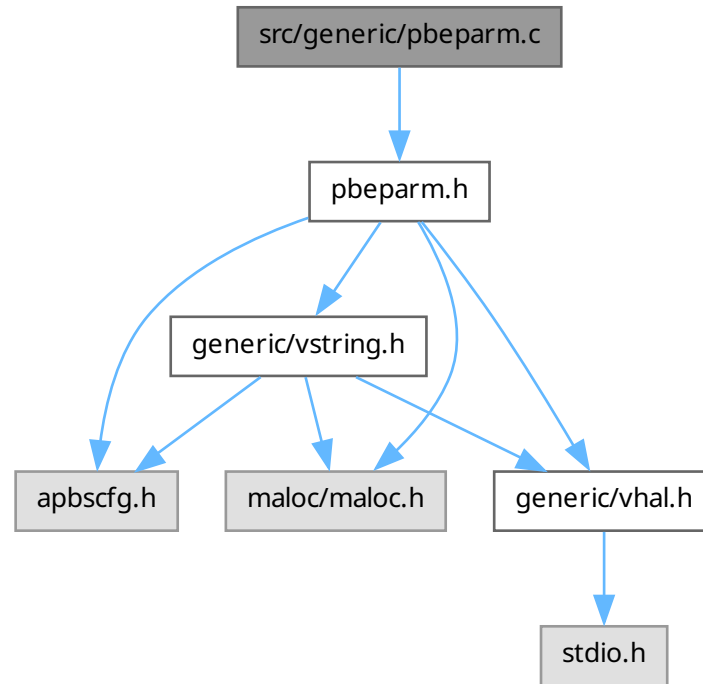 src/generic/pbeparm.c
pbeparm.h
generic/vstring.h
apbscfg.h
maloc/maloc.h
generic/vhal.h
stdio.h